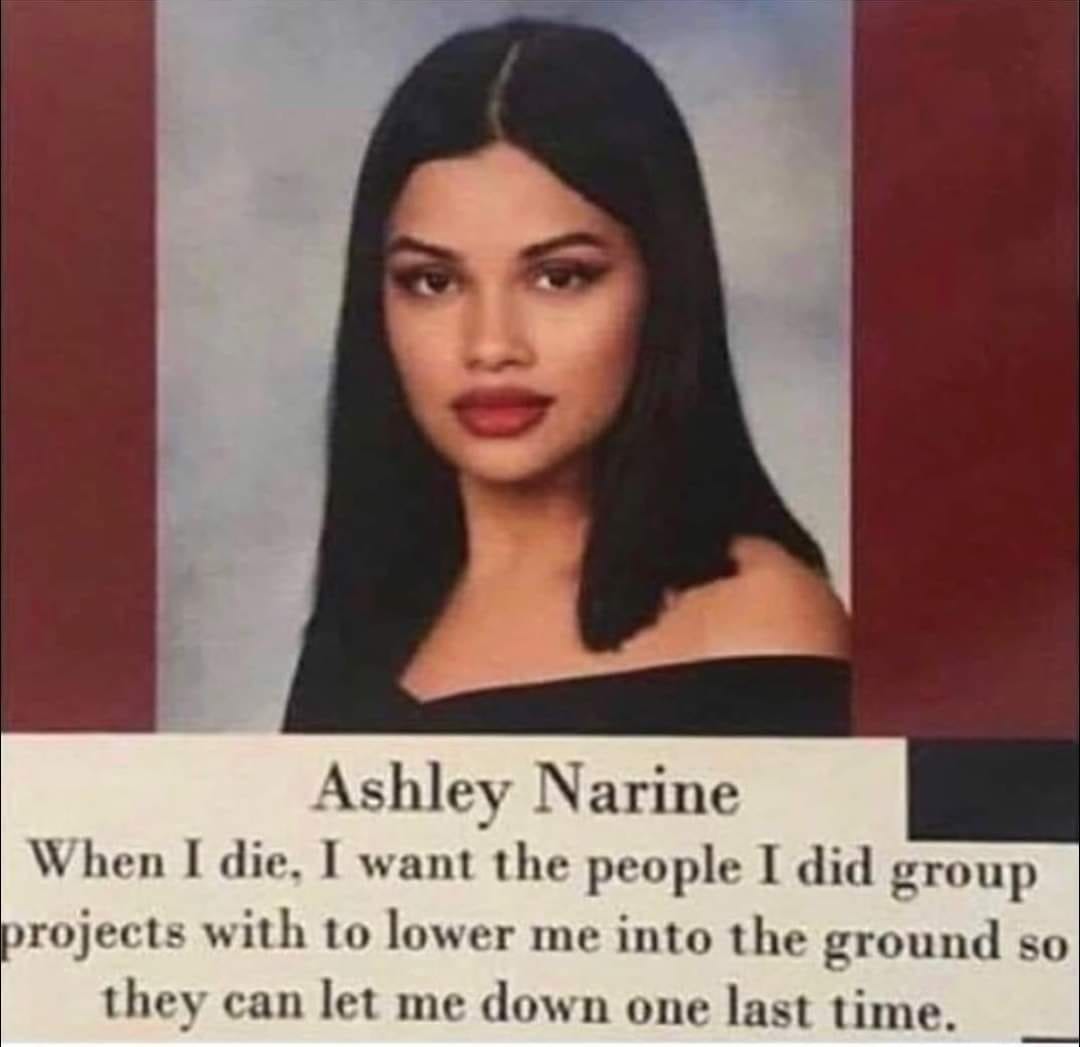 Ashley Narine
When I die, I want the people I did group
projects with to lower me into the ground so
they can let me down one last time.